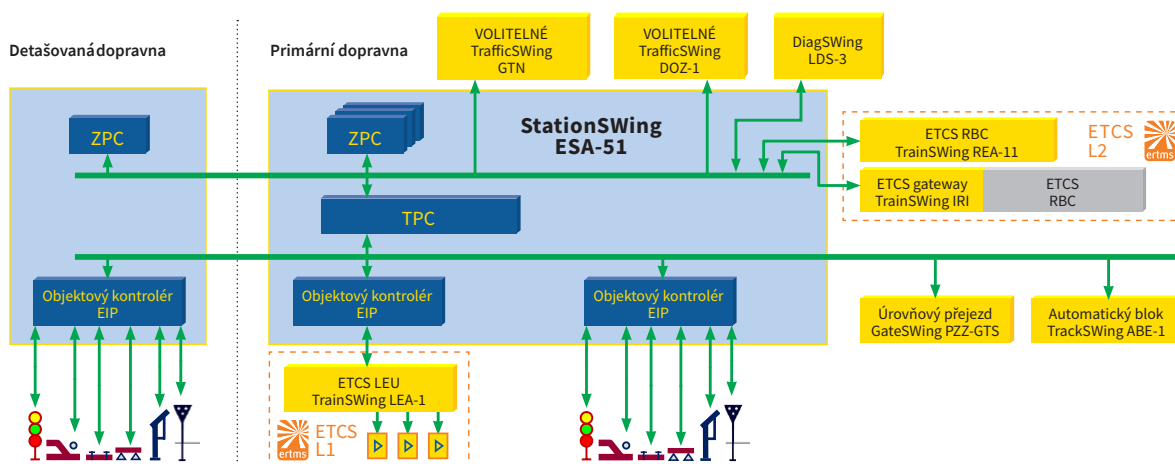 Detašovaná dopravna
Primární dopravna
VOLITELNÉ
TrafficSWing
GTN
VOLITELNÉ
TrafficSWing
DOZ-1
DiagSWing
LDS-3
ZPC
ZPC
StationSWing
ESA-51
ETCS RBC
TrainSWing REA-11
ETCS
L2
ertms
ETCS gateway
TrainSWing IRI
ETCS
RBC
TPC
Objektový kontrolér
EIP
Objektový kontrolér
EIP
Objektový kontrolér
EIP
Úrovňový přejezd
GateSWing PZZ-GTS
Automatický blok
TrackSWing ABE-1
ETCS LEU
TrainSWing LEA-1
ertms
ETCS
L1